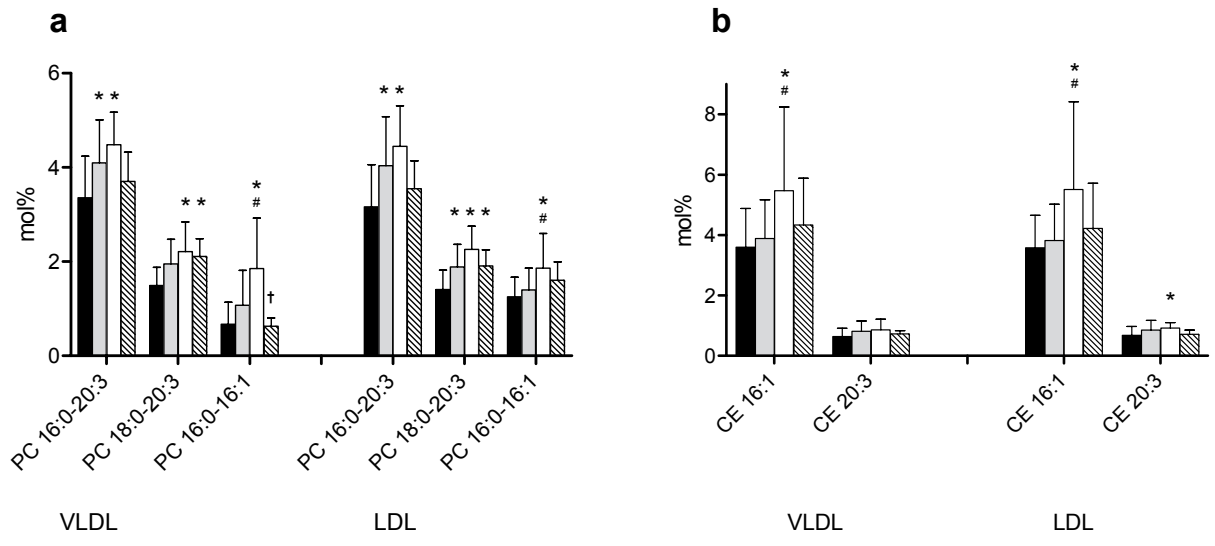 a
mol%
6
4
2
0
* *
* *
*
#
†
* *
* * *
*
#
PC 16:0-20:3
PC 18:0-20:3
PC 16:0-16:1
PC 16:0-20:3
PC 18:0-20:3
PC 16:0-16:1
VLDL
LDL
b
mol%
8
6
4
2
0
*
#
*
#
*
CE 16:1
CE 20:3
CE 16:1
CE 20:3
VLDL
LDL